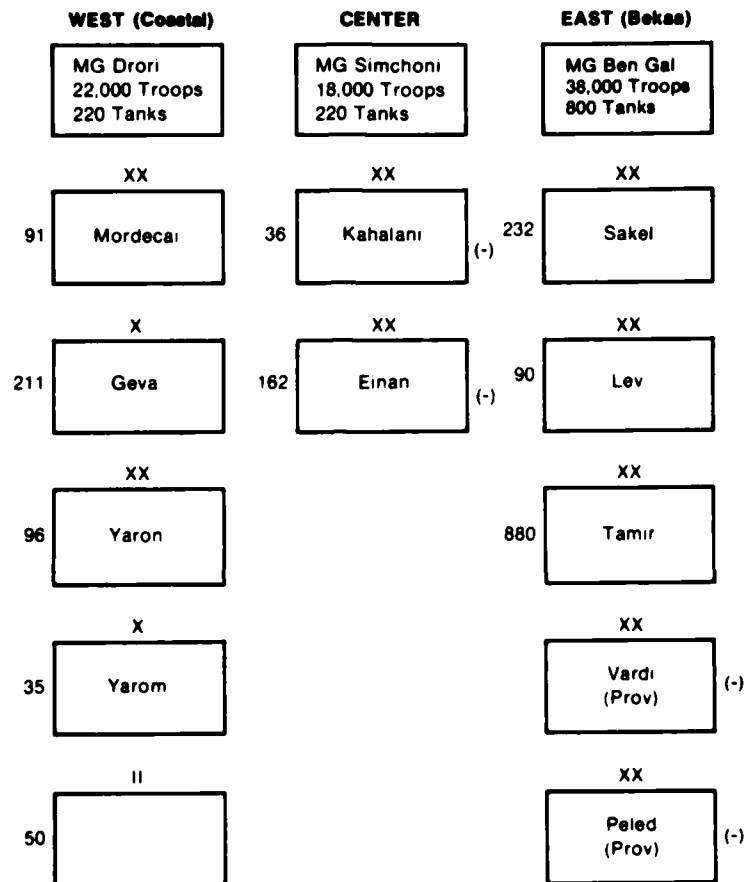 WEST (Coastal)
MG Drori
22,000 Troops
220 Tanks
XX
91
Mordecai
X
211
Geva
XX
96
Yaron
X
35
Yarom
II
50
CENTER
MG Simchoni
18,000 Troops
220 Tanks
XX
36
Kahalani
(-)
XX
162
Einan
(-)
EAST (Bekaa)
MG Ben Gal
38,000 Troops
800 Tanks
XX
232
Sakel
XX
90
Lev
XX
880
Tamir
XX
Vardi
(Prov)
(-)
XX
Peled
(Prov)
(-)